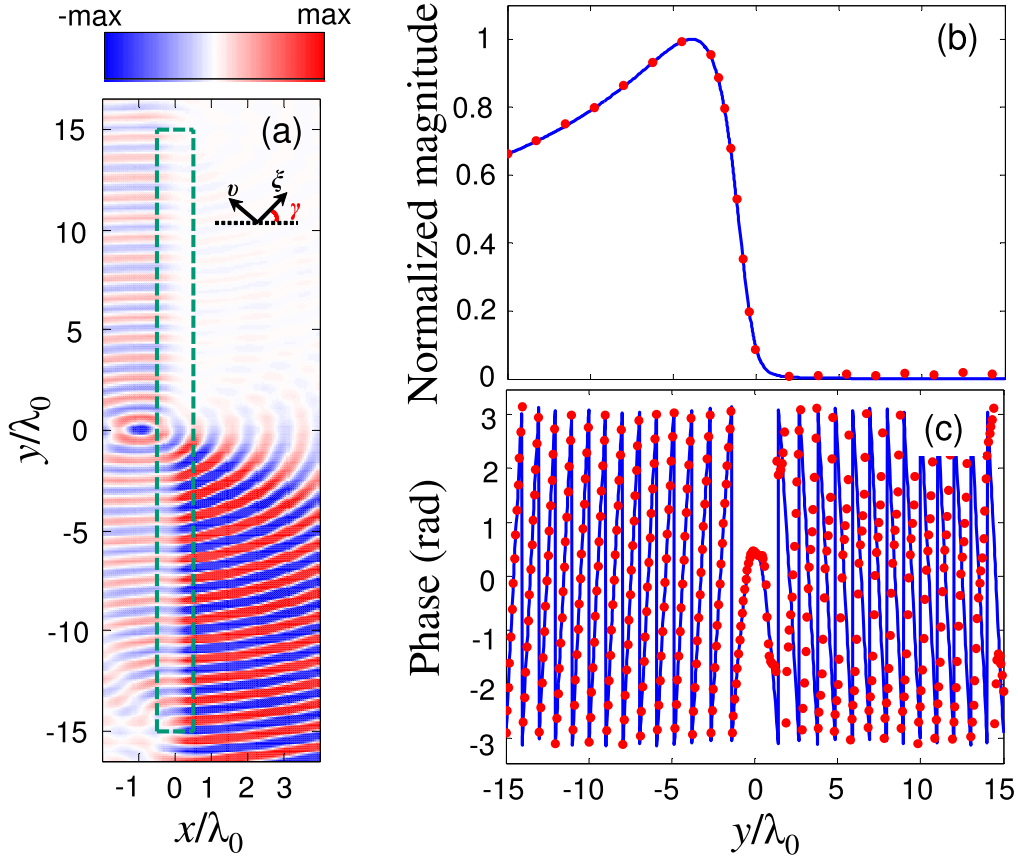 -max max
(a)
υ ξ γ
15
10
5
0
-5
-10
-15
-1 0 1 2 3
y/λ0
x/λ0
(b)
Normalized magnitude
1
0.8
0.6
0.4
0.2
0
(c)
Phase (rad)
3
2
1
0
-1
-2
-3
-15 -10 -5 0 5 10 15
y/λ0